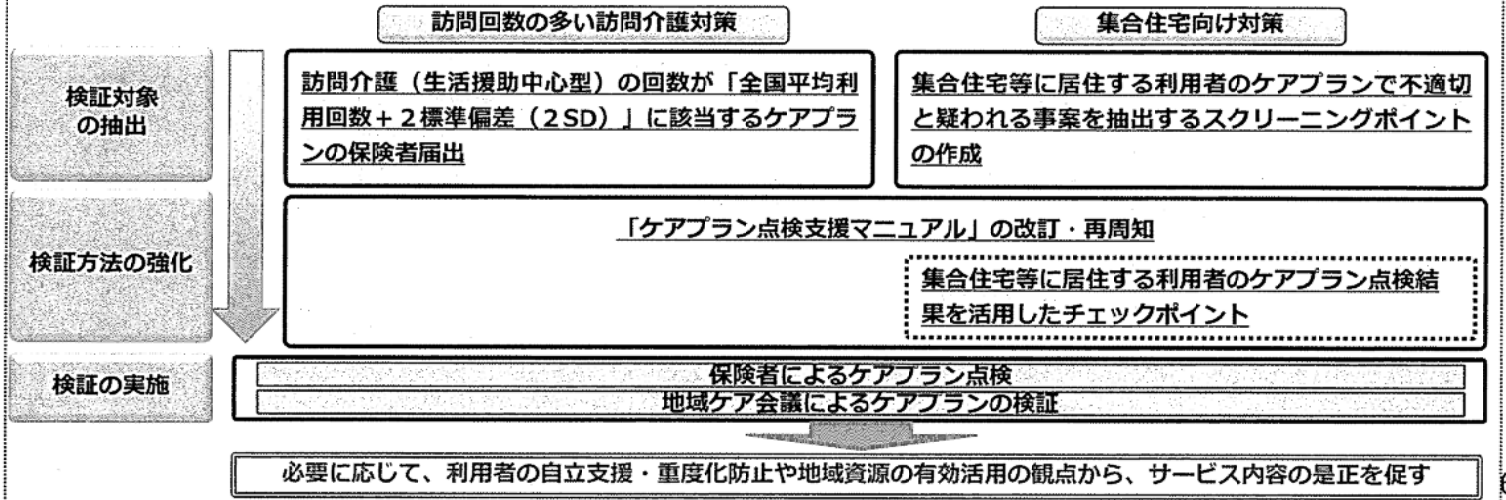 訪問回数の多い訪問介護対策
集合住宅向け対策
検証対象
の抽出
訪問介護（生活援助中心型）の回数が「全国平均利
用回数＋２標準偏差（２SD）」に該当するケアプラ
ンの保険者届出
集合住宅等に居住する利用者のケアプランで不適切
と疑われる事案を抽出するスクリーニングポイント
の作成
検証方法の強化
「ケアプラン点検支援マニュアル」の改訂・再周知
集合住宅等に居住する利用者のケアプラン点検結
果を活用したチェックポイント
検証の実施
保険者によるケアプラン点検
地域ケア会議によるケアプランの検証
必要に応じて、利用者の自立支援・重度化防止や地域資源の有効活用の観点から、サービス内容の是正を促す